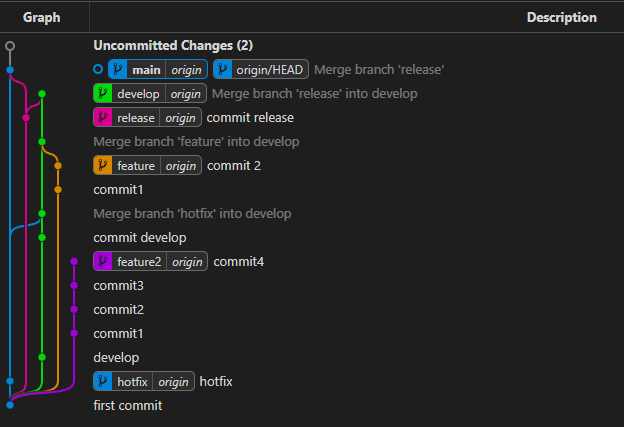 Graph Description
Uncommitted Changes (2)
main origin origin/HEAD Merge branch 'release'
develop origin Merge branch 'release' into develop
release origin commit release
Merge branch 'feature' into develop
feature origin commit 2
commit1
Merge branch 'hotfix' into develop
commit develop
feature2 origin commit4
commit3
commit2
commit1
develop
hotfix origin hotfix
first commit